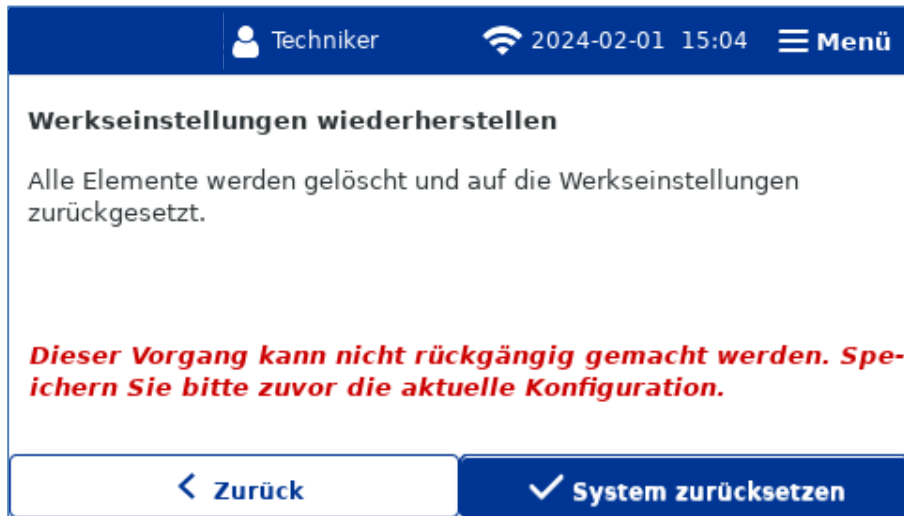 Techniker 2024-02-01 15:04 Menü
Werkseinstellungen wiederherstellen
Alle Elemente werden gelöscht und auf die Werkseinstellungen
zurückgesetzt.
Dieser Vorgang kann nicht rückgängig gemacht werden. Spe-
ichern Sie bitte zuvor die aktuelle Konfiguration.
Zurück System zurücksetzen